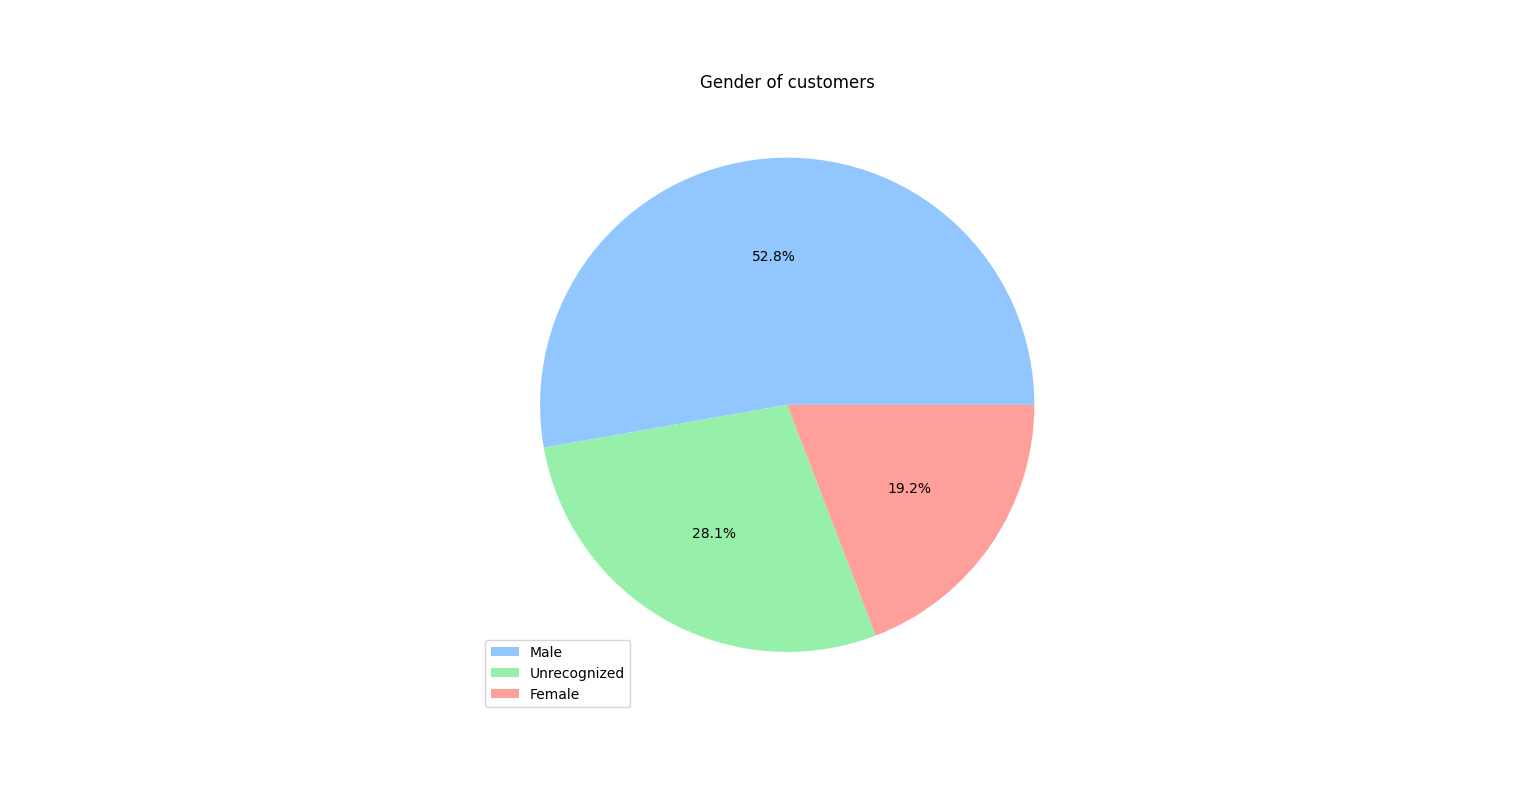 Gender of customers
52.8%
19.2%
28.1%
Male
Unrecognized
Female